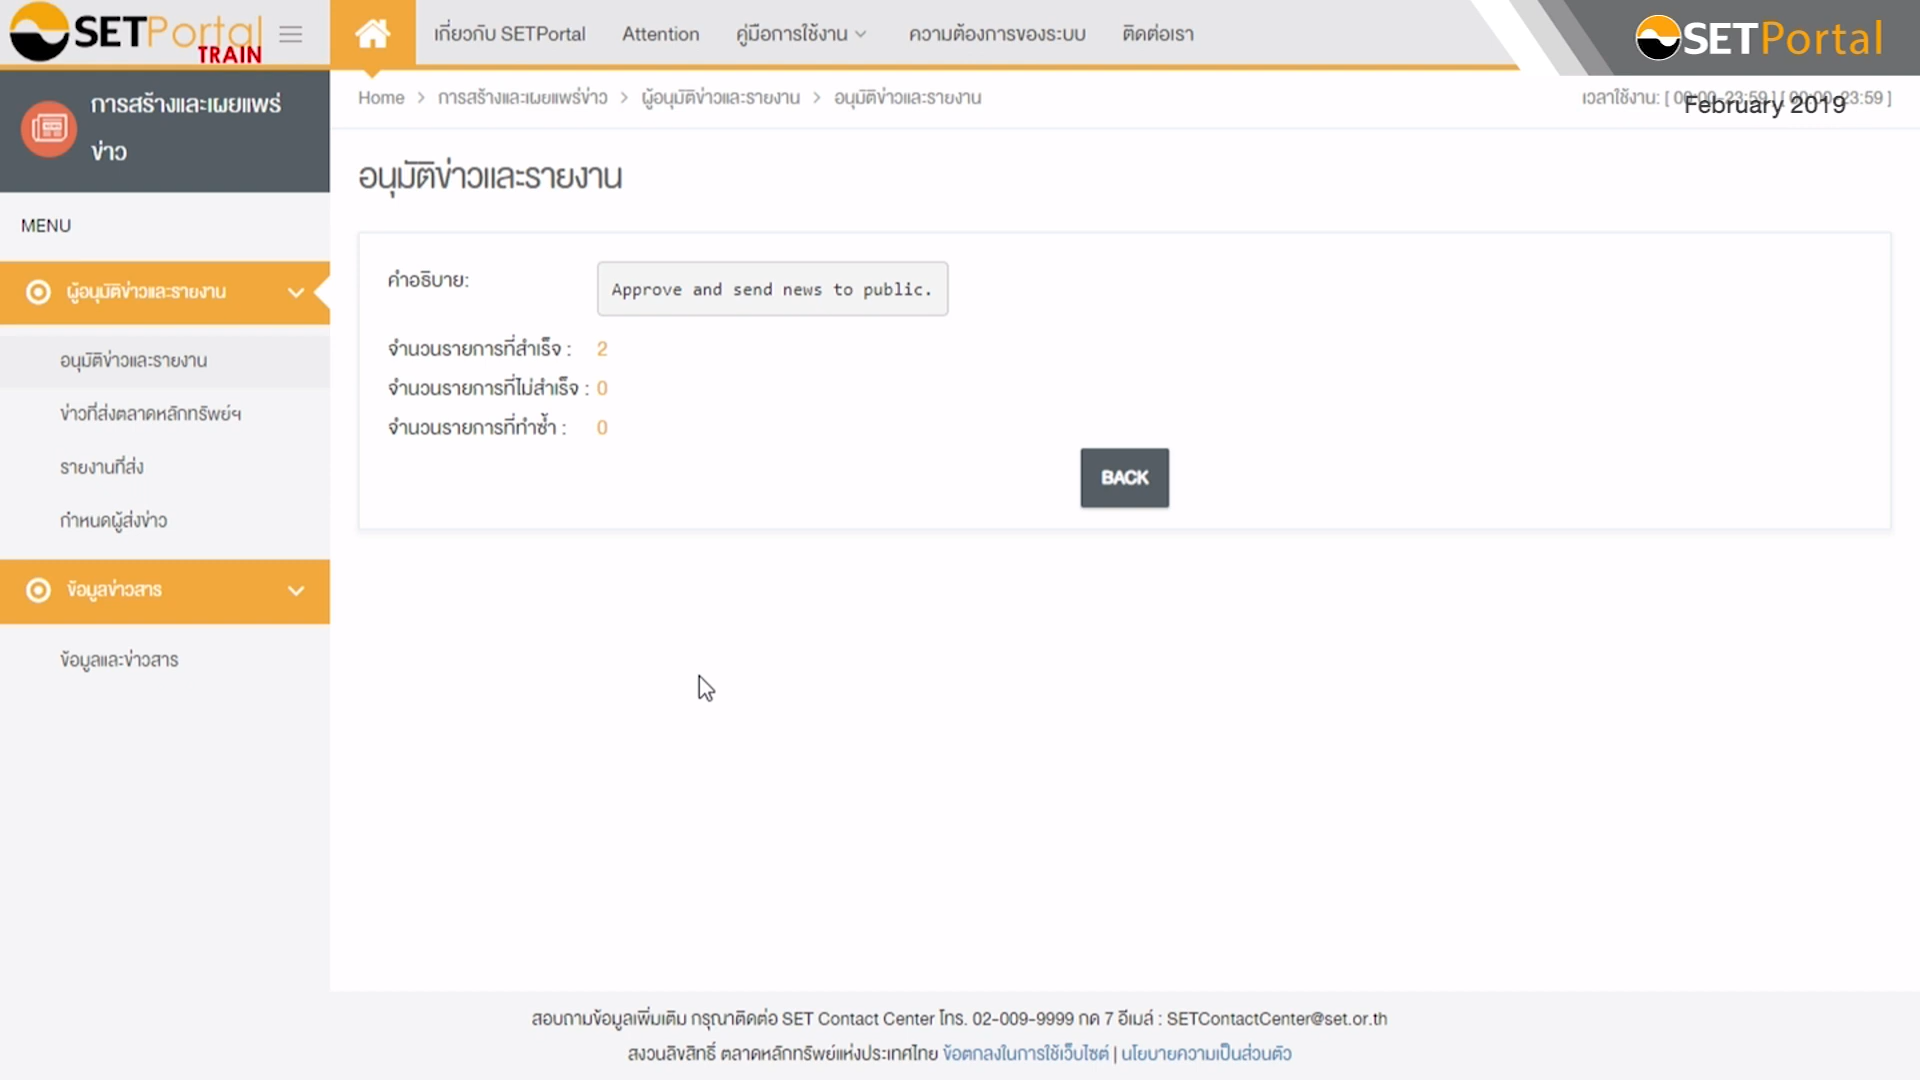 SETPortal
TRAIN
เกี่ยวกับ SETPortal
Attention
คู่มือการใช้งาน
ความต้องการของระบบ
ติดต่อเรา
SETPortal
การสร้างและเผยแพร่
ข่าว
Home > การสร้างและเผยแพร่ข่าว > ผู้อนุมัติข่าวและรายงาน > อนุมัติข่าวและรายงาน
เวลาใช้งาน: [ 00:00-23:59 ] [ 00:00-23:59 ]
February 2019
อนุมัติข่าวและรายงาน
MENU
ผู้อนุมัติข่าวและรายงาน
อนุมัติข่าวและรายงาน
ข่าวที่ส่งตลาดหลักทรัพย์ฯ
รายงานที่ส่ง
กำหนดผู้ส่งข่าว
ข้อมูลข่าวสาร
ข้อมูลและข่าวสาร
คำอธิบาย:
Approve and send news to public.
จำนวนรายการที่สำเร็จ : 2
จำนวนรายการที่ไม่สำเร็จ : 0
จำนวนรายการที่ทำซ้ำ : 0
BACK
สอบถามข้อมูลเพิ่มเติม กรุณาติดต่อ SET Contact Center โทร. 02-009-9999 กด 7 อีเมล์ : SETContactCenter@set.or.th
สงวนลิขสิทธิ์ ตลาดหลักทรัพย์แห่งประเทศไทย ข้อตกลงในการใช้เว็บไซต์ | นโยบายความเป็นส่วนตัว